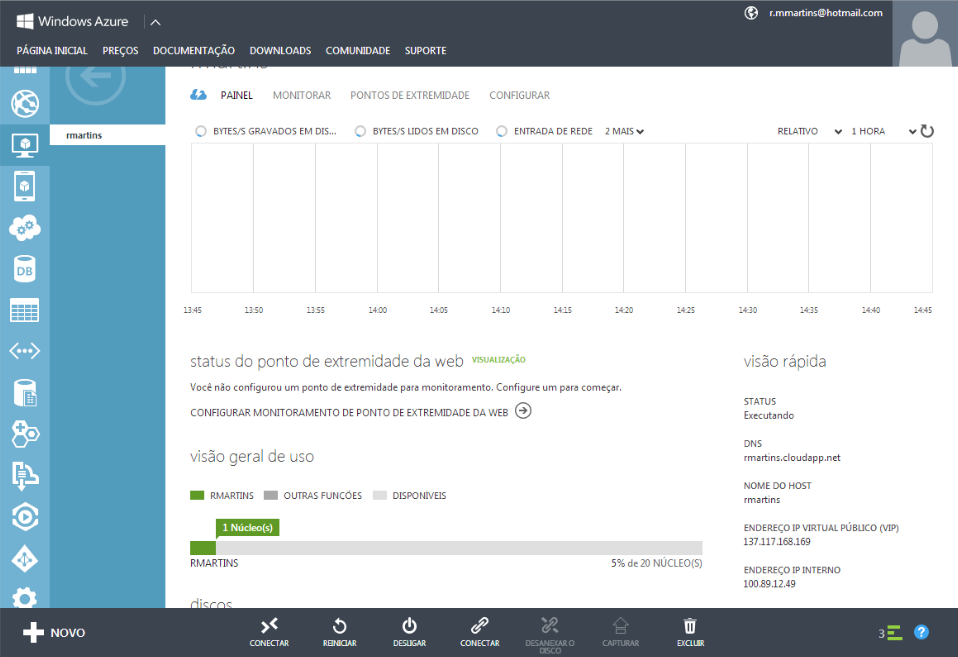 Windows Azure
r.mmartins@hotmail.com
PÁGINA INICIAL PREÇOS DOCUMENTAÇÃO DOWNLOADS COMUNIDADE SUPORTE
rmartins
PAINEL MONITORAR PONTOS DE EXTREMIDADE CONFIGURAR
rmartins
BYTES/S GRAVADOS EM DIS... BYTES/S LIDOS EM DISCO ENTRADA DE REDE 2 MAIS RELATIVO 1 HORA
13:45 13:50 13:55 14:00 14:05 14:10 14:15 14:20 14:25 14:30 14:35 14:40 14:45
status do ponto de extremidade da web VISUALIZAÇÃO
Você não configurou um ponto de extremidade para monitoramento. Configure um para começar.
CONFIGURAR MONITORAMENTO DE PONTO DE EXTREMIDADE DA WEB
visão geral de uso
RMARTINS OUTRAS FUNCÕES DISPONIVEIS
1 Núcleo(s)
RMARTINS 5% de 20 NÚCLEO(S)
discos
visão rápida
STATUS
Executando
DNS
rmartins.cloudapp.net
NOME DO HOST
rmartins
ENDEREÇO IP VIRTUAL PÚBLICO (VIP)
137.117.168.169
ENDEREÇO IP INTERNO
100.89.12.49
DB
NOVO
CONECTAR REINICIAR DESLIGAR CONECTAR DESANEXAR O
DISCO
CAPTURAR EXCLUIR
3 ?